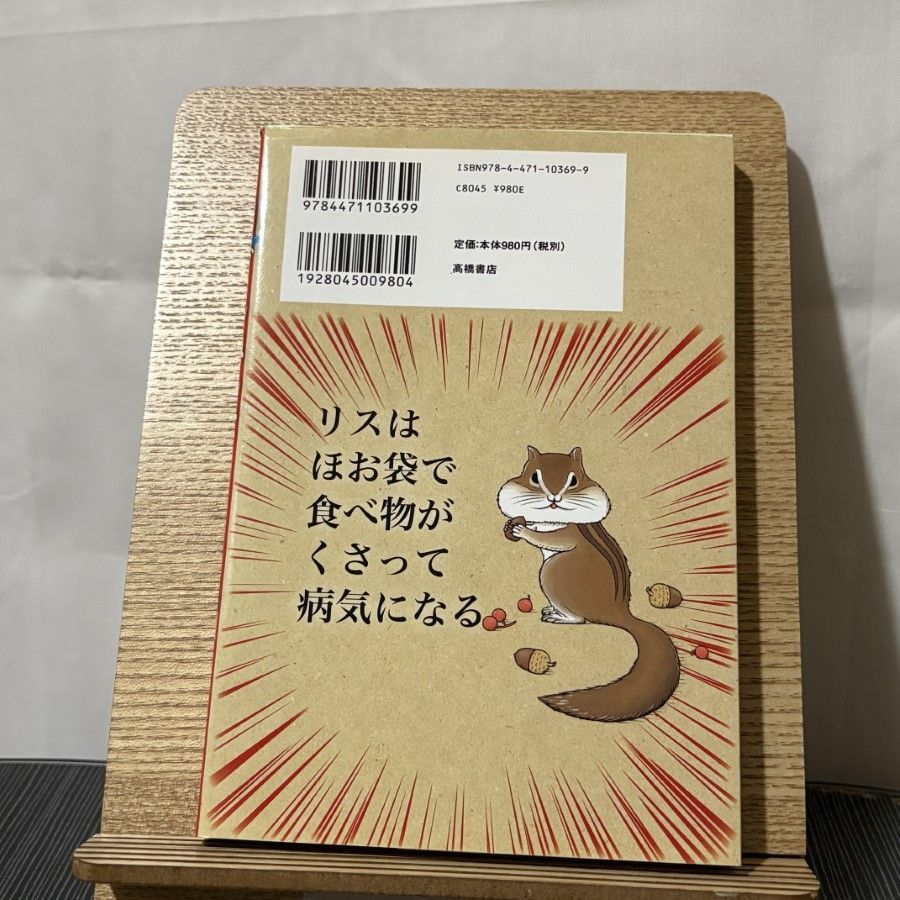 ISBN978-4-471-10369-9
C8045 ¥980E
9784471103699
定価:本体980円(税別)
高橋書店
1928045009804
リスは
ほお袋で
食べ物が
くさって
病気になる